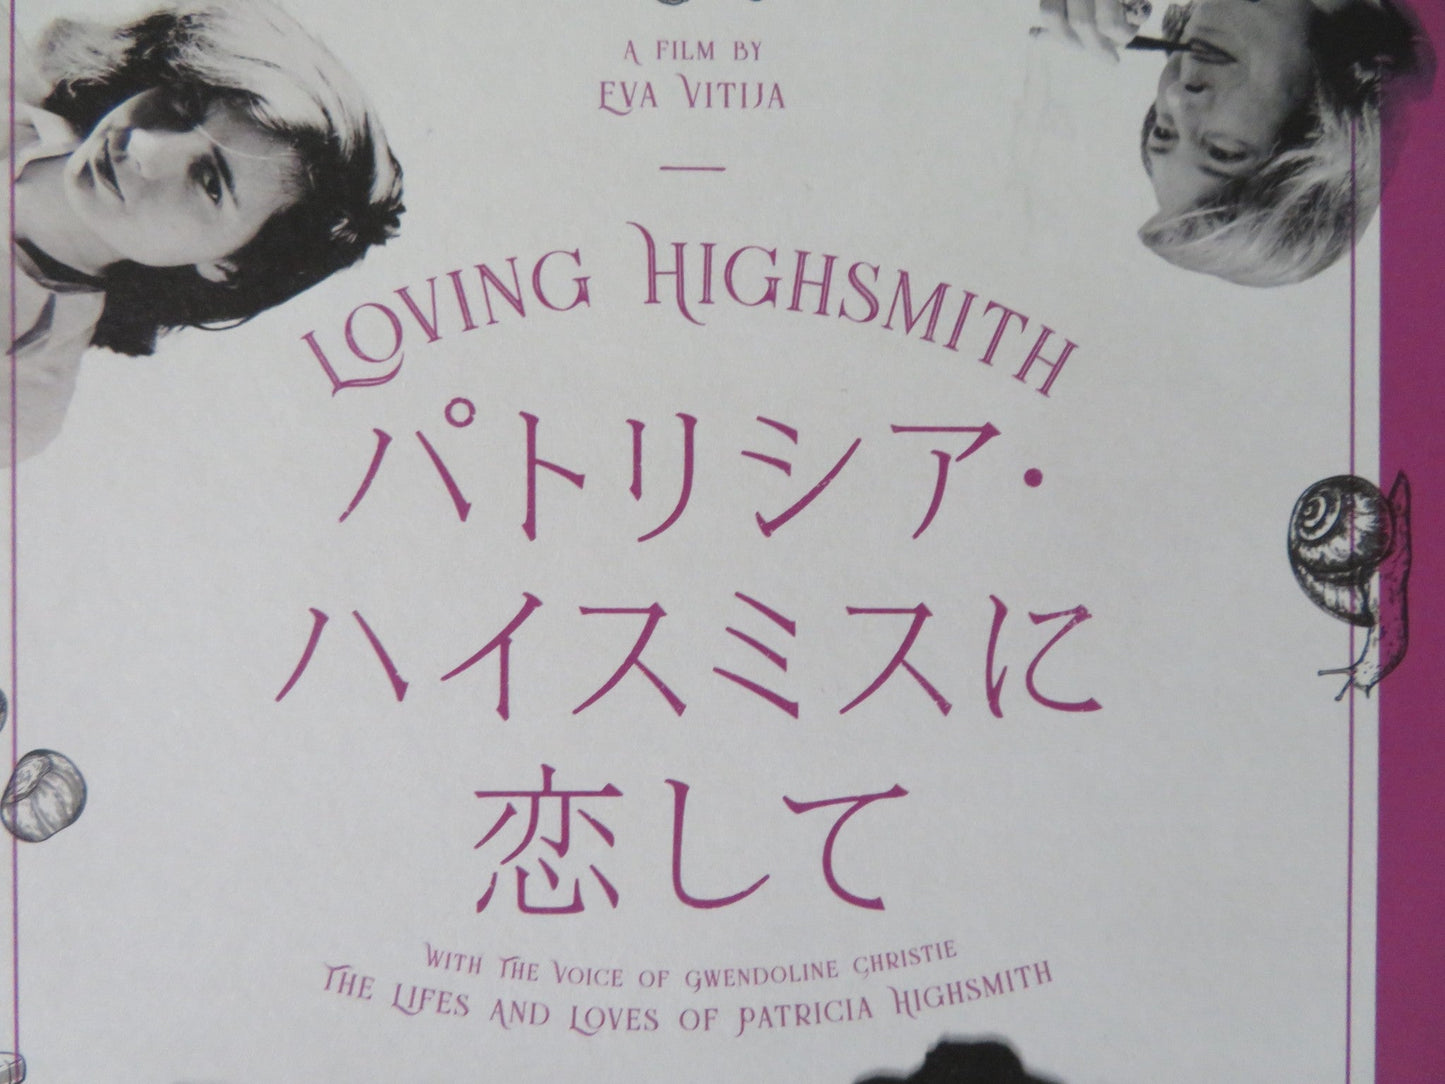 A FILM BY
EVA VITIJA
LOVING HIGHSMITH
パトリシア・
ハイスミスに
恋して
WITH THE VOICE OF GWENDOLINE CHRISTIE
THE LIFES AND LOVES OF PATRICIA HIGHSMITH